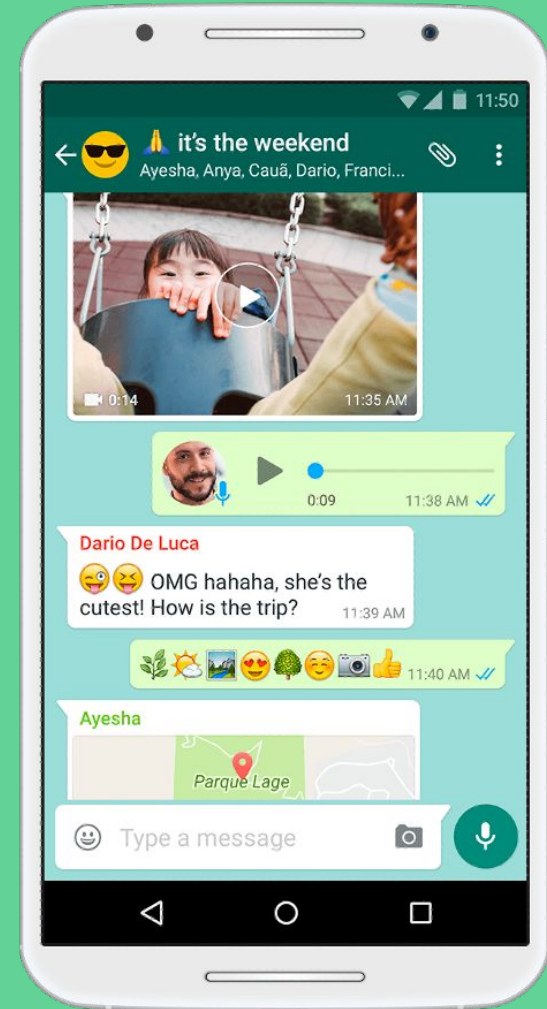 11:50
🙏 it's the weekend
Ayesha, Anya, Cauã, Dario, Franci...
0:14
11:35 AM
0:09
11:38 AM
Dario De Luca
😜😝 OMG hahaha, she's the
cutest! How is the trip?
11:39 AM
🌿🌤🏞😍🌳☺️📷👍 11:40 AM
Ayesha
Parque Lage
Type a message